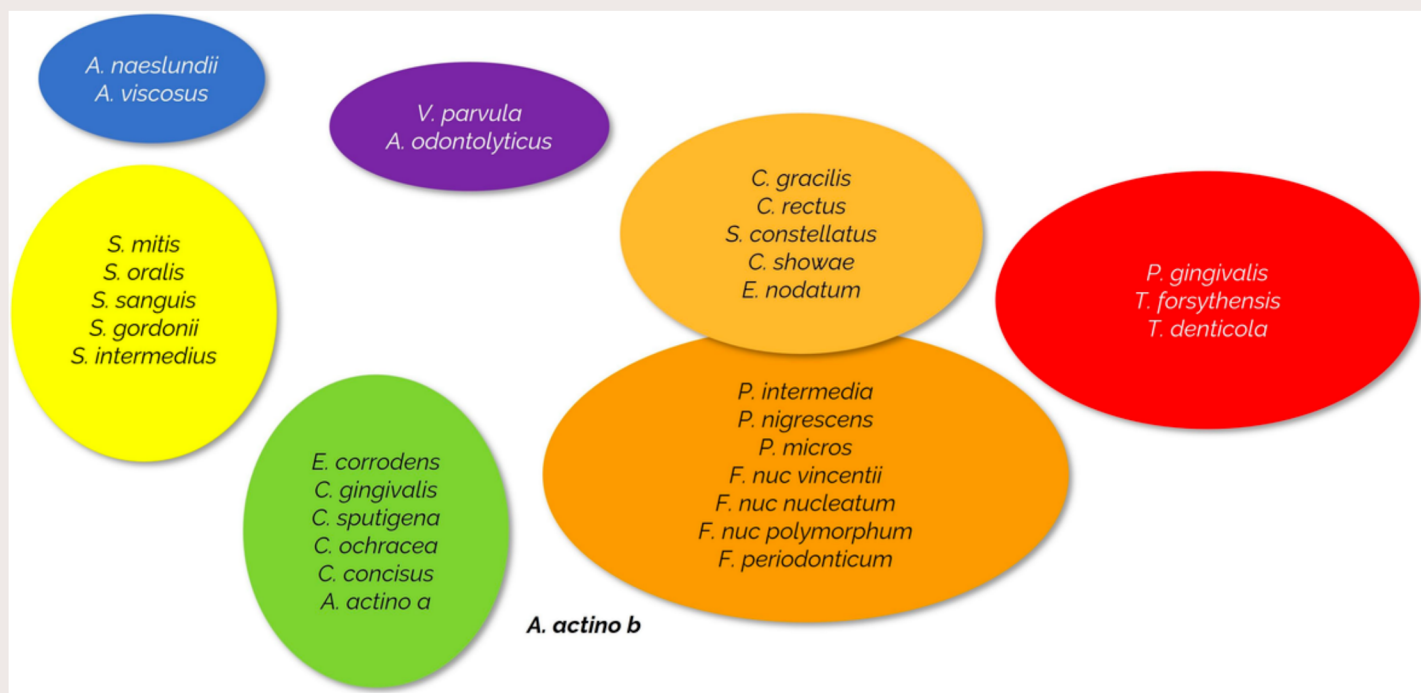 A. naeslundii
A. viscosus
V. parvula
A. odontolyticus
S. mitis
S. oralis
S. sanguis
S. gordonii
S. intermedius
C. gracilis
C. rectus
S. constellatus
C. showae
E. nodatum
P. gingivalis
T. forsythensis
T. denticola
E. corrodens
C. gingivalis
C. sputigena
C. ochracea
C. concisus
A. actino a
P. intermedia
P. nigrescens
P. micros
F. nuc vincentii
F. nuc nucleatum
F. nuc polymorphum
F. periodonticum
A. actino b